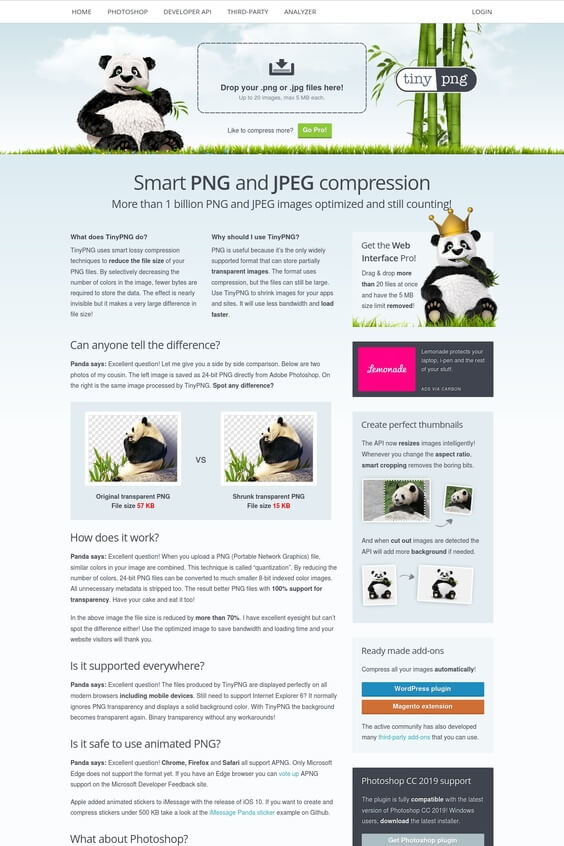 HOME PHOTOSHOP DEVELOPER API THIRD-PARTY ANALYZER LOGIN
Drop your .png or .jpg files here!
Up to 20 images, max 5 MB each.
tiny png
Like to compress more? Go Pro!
Smart PNG and JPEG compression
More than 1 billion PNG and JPEG images optimized and still counting!
What does TinyPNG do?
TinyPNG uses smart lossy compression
techniques to reduce the file size of your
PNG files. By selectively decreasing the
number of colors in the image, fewer bytes are
required to store the data. The effect is nearly
invisible but it makes a very large difference in
file size!
Why should I use TinyPNG?
PNG is useful because it's the only widely
supported format that can store partially
transparent images. The format uses
compression, but the files can still be large.
Use TinyPNG to shrink images for your apps
and sites. It will use less bandwidth and load
faster.
Get the Web
Interface Pro!
Drag & drop more
than 20 files at once
and have the 5 MB
size limit removed!
Can anyone tell the difference?
Panda says: Excellent question! Let me give you a side by side comparison. Below are two
photos of my cousin. The left image is saved as 24-bit PNG directly from Adobe Photoshop. On
the right is the same image processed by TinyPNG. Spot any difference?
VS
Original transparent PNG
File size 57 KB
Shrunk transparent PNG
File size 15 KB
How does it work?
Panda says: Excellent question! When you upload a PNG (Portable Network Graphics) file,
similar colors in your image are combined. This technique is called "quantization". By reducing the
number of colors, 24-bit PNG files can be converted to much smaller 8-bit indexed color images.
All unnecessary metadata is stripped too. The result better PNG files with 100% support for
transparency. Have your cake and eat it too!
In the above image the file size is reduced by more than 70%. I have excellent eyesight but can't
spot the difference either! Use the optimized image to save bandwidth and loading time and your
website visitors will thank you.
Is it supported everywhere?
Panda says: Excellent question! The files produced by TinyPNG are displayed perfectly on all
modern browsers including mobile devices. Still need to support Internet Explorer 6? It normally
ignores PNG transparency and displays a solid background color. With TinyPNG the background
becomes transparent again. Binary transparency without any workarounds!
Is it safe to use animated PNG?
Panda says: Excellent question! Chrome, Firefox and Safari all support APNG. Only Microsoft
Edge does not support the format yet. If you have an Edge browser you can vote up APNG
support on the Microsoft Developer Feedback site.
Apple added animated stickers to iMessage with the release of iOS 10. If you want to create and
compress stickers under 500 KB take a look at the iMessage Panda sticker example on Github.
What about Photoshop?
Lemonade
Lemonade protects your
laptop, i-pen and the rest
of your stuff.
ADS VIA CARBON
Create perfect thumbnails
The API now resizes images intelligently!
Whenever you change the aspect ratio,
smart cropping removes the boring bits.
And when cut out images are detected the
API will add more background if needed.
Ready made add-ons
Compress all your images automatically!
WordPress plugin
Magento extension
The active community has also developed
many third-party add-ons that you can use.
Photoshop CC 2019 support
The plugin is fully compatible with the latest
version of Photoshop CC 2019! Windows
users, download the latest installer.
Get Photoshop plugin